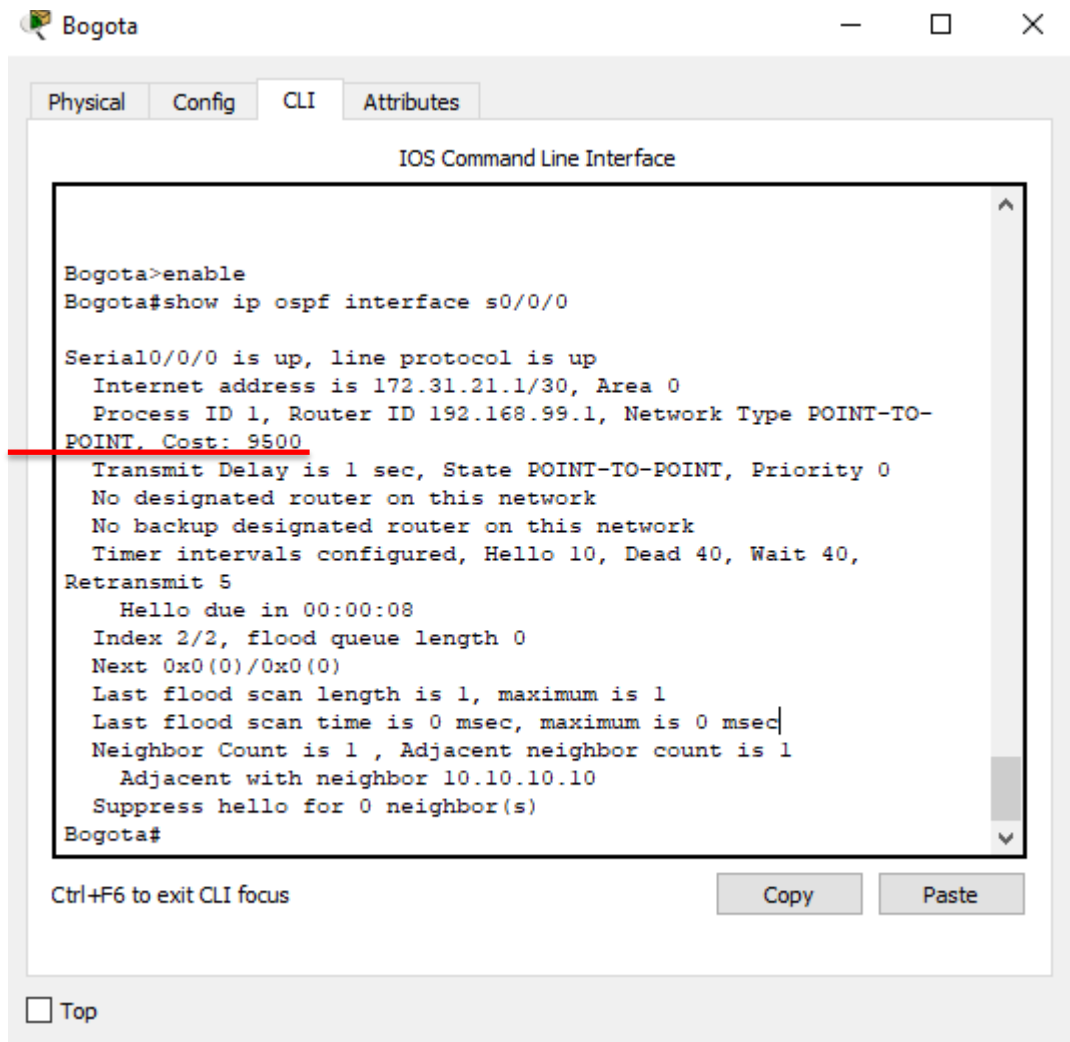 Bogota
Physical Config CLI Attributes
IOS Command Line Interface
Bogota>enable
Bogota#show ip ospf interface s0/0/0
Serial0/0/0 is up, line protocol is up
Internet address is 172.31.21.1/30, Area 0
Process ID 1, Router ID 192.168.99.1, Network Type POINT-TO-
POINT, Cost: 9500
Transmit Delay is 1 sec, State POINT-TO-POINT, Priority 0
No designated router on this network
No backup designated router on this network
Timer intervals configured, Hello 10, Dead 40, Wait 40,
Retransmit 5
Hello due in 00:00:08
Index 2/2, flood queue length 0
Next 0x0(0)/0x0(0)
Last flood scan length is 1, maximum is 1
Last flood scan time is 0 msec, maximum is 0 msec
Neighbor Count is 1 , Adjacent neighbor count is 1
Adjacent with neighbor 10.10.10.10
Suppress hello for 0 neighbor(s)
Bogota#
Ctrl+F6 to exit CLI focus Copy Paste
Top